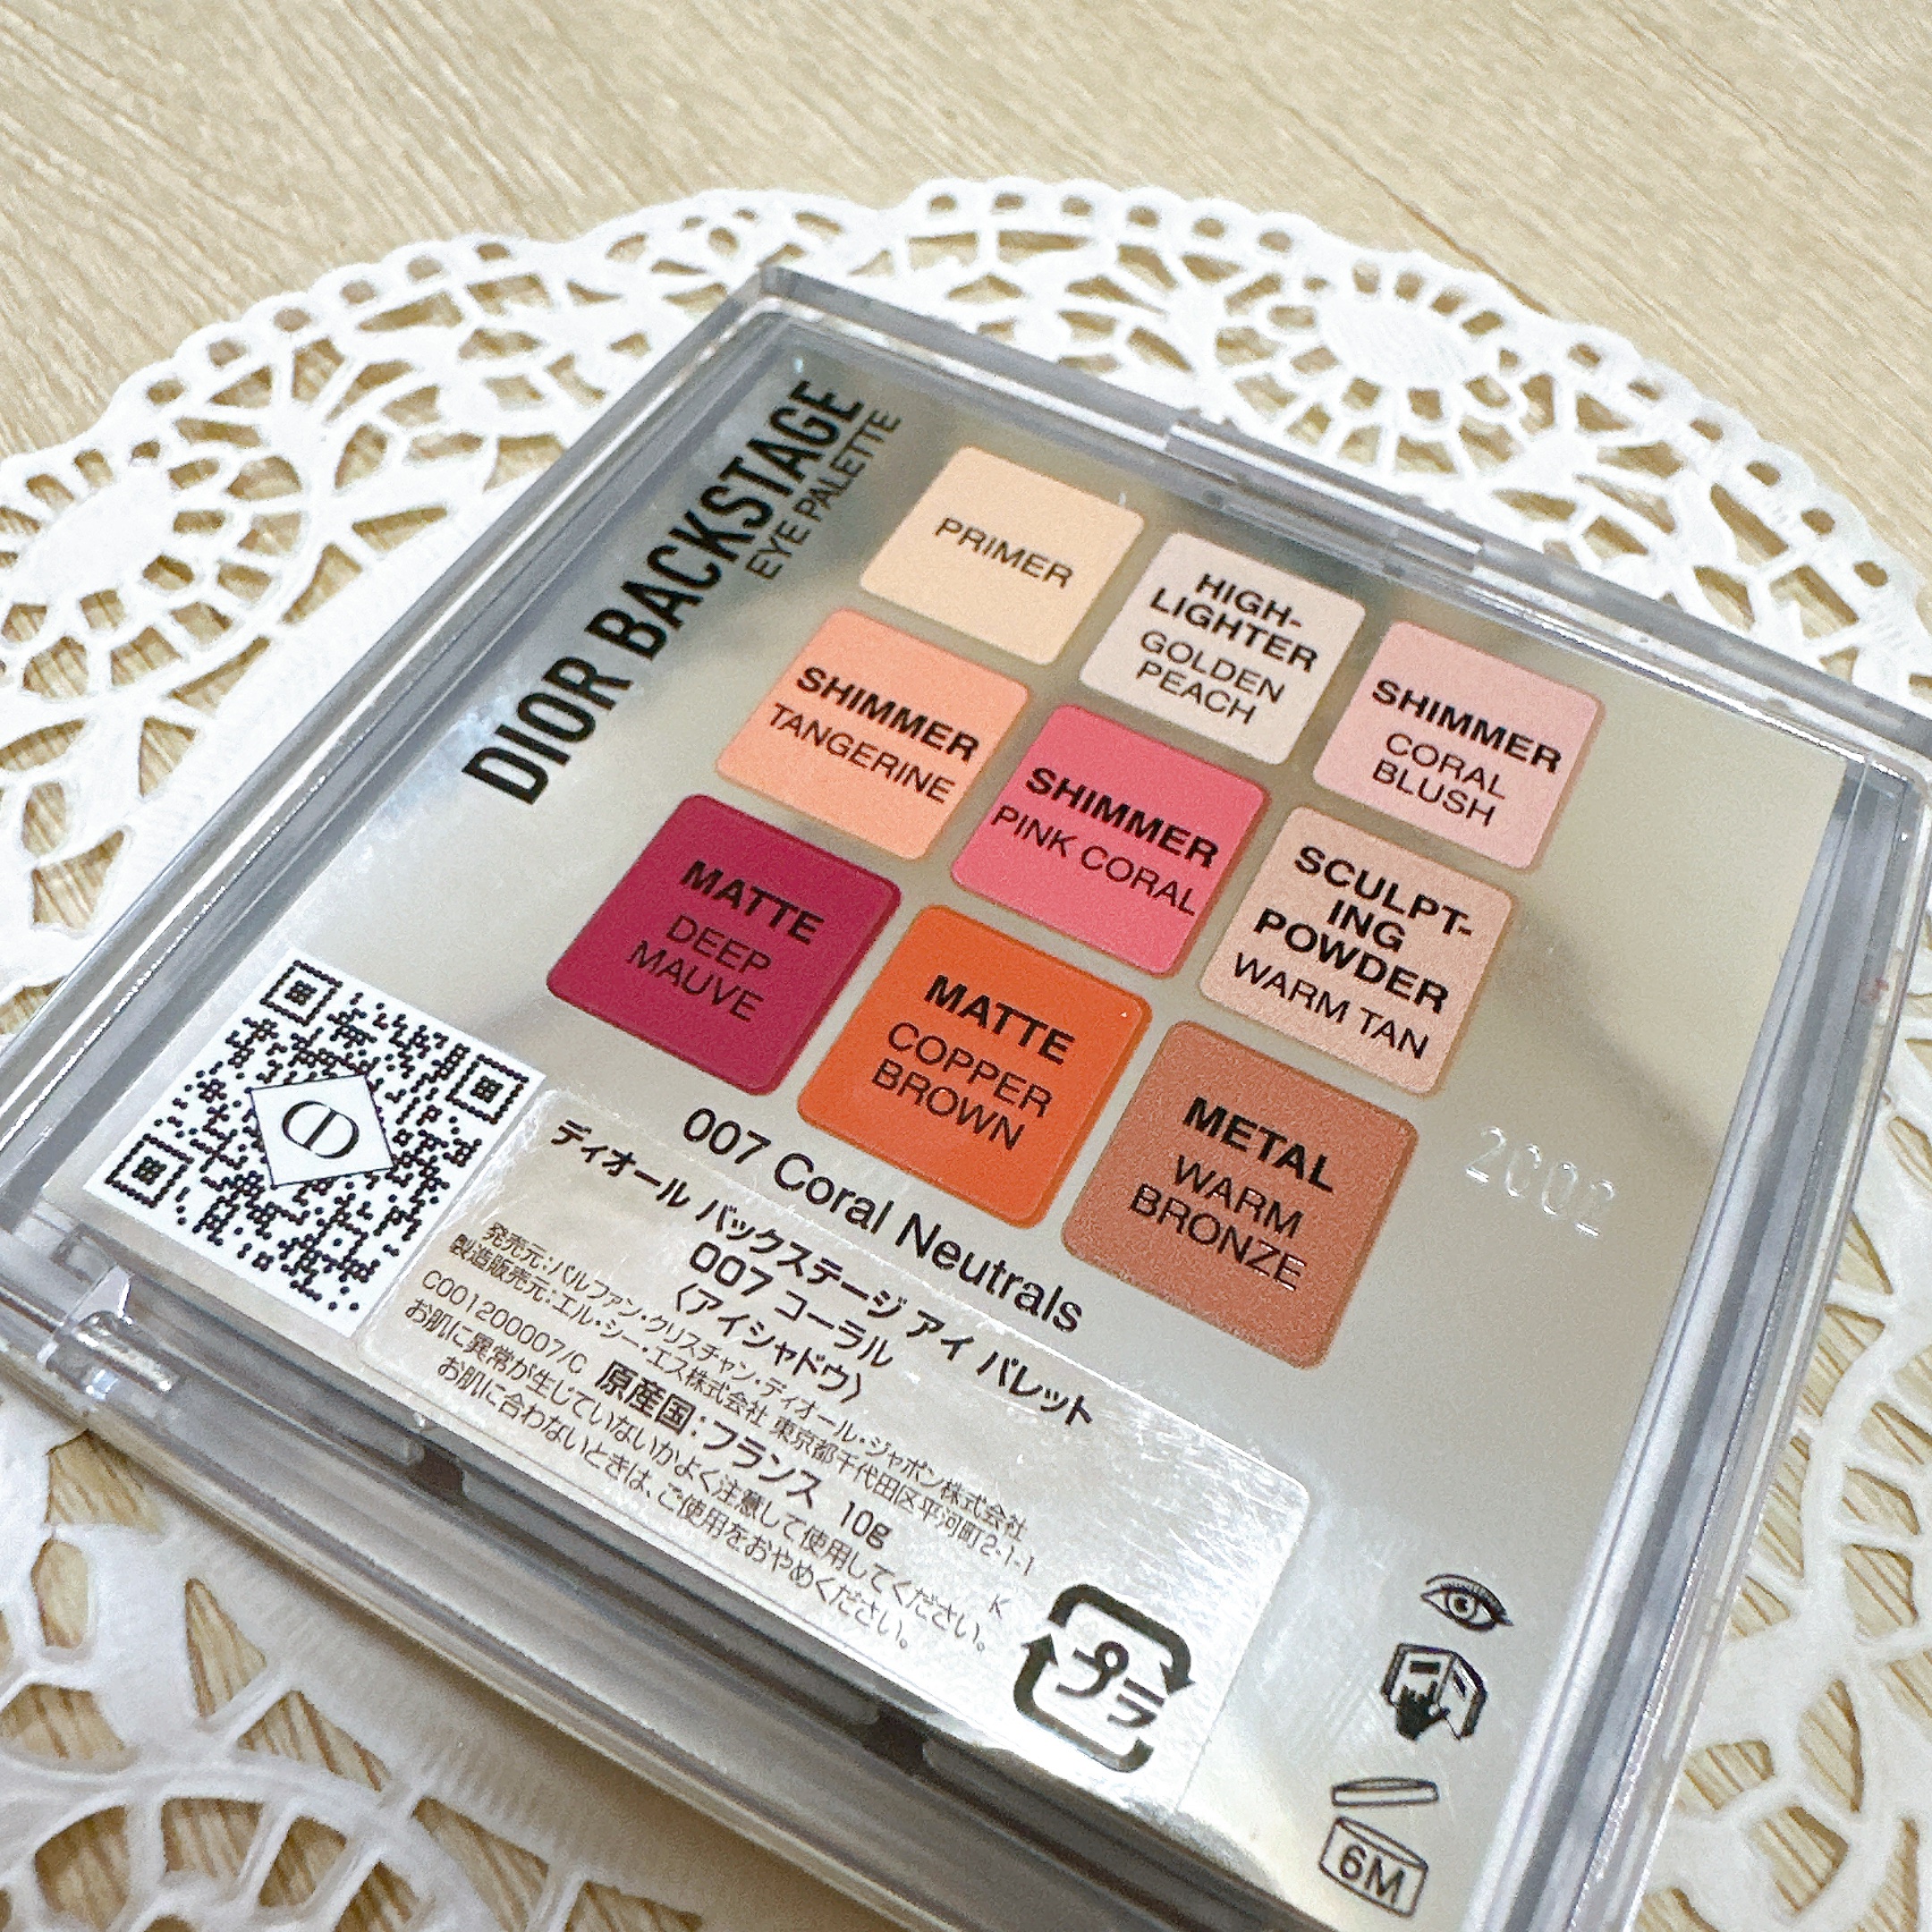 DIOR BACKSTAGE
EYE PALETTE
PRIMER
HIGH-
LIGHTER
GOLDEN
PEACH
SHIMMER
CORAL
BLUSH
SHIMMER
TANGERINE
SHIMMER
PINK CORAL
SCULPT-
ING
POWDER
WARM TAN
MATTE
DEEP
MAUVE
MATTE
COPPER
BROWN
METAL
WARM
BRONZE
2002
007 Coral Neutrals
ディオール バックステージ アイ パレット
007 コーラル
〈アイシャドウ〉
発売元:パルファン・クリスチャン・ディオール・ジャポン株式会社
製造販売元:エル・シー・エス株式会社 東京都千代田区平河町2-1-1
C001200007/C 原産国:フランス 10g K
お肌に異常が生じていないかよく注意して使用してください。
お肌に合わないときは、ご使用をおやめください。
プラ
6M
CD